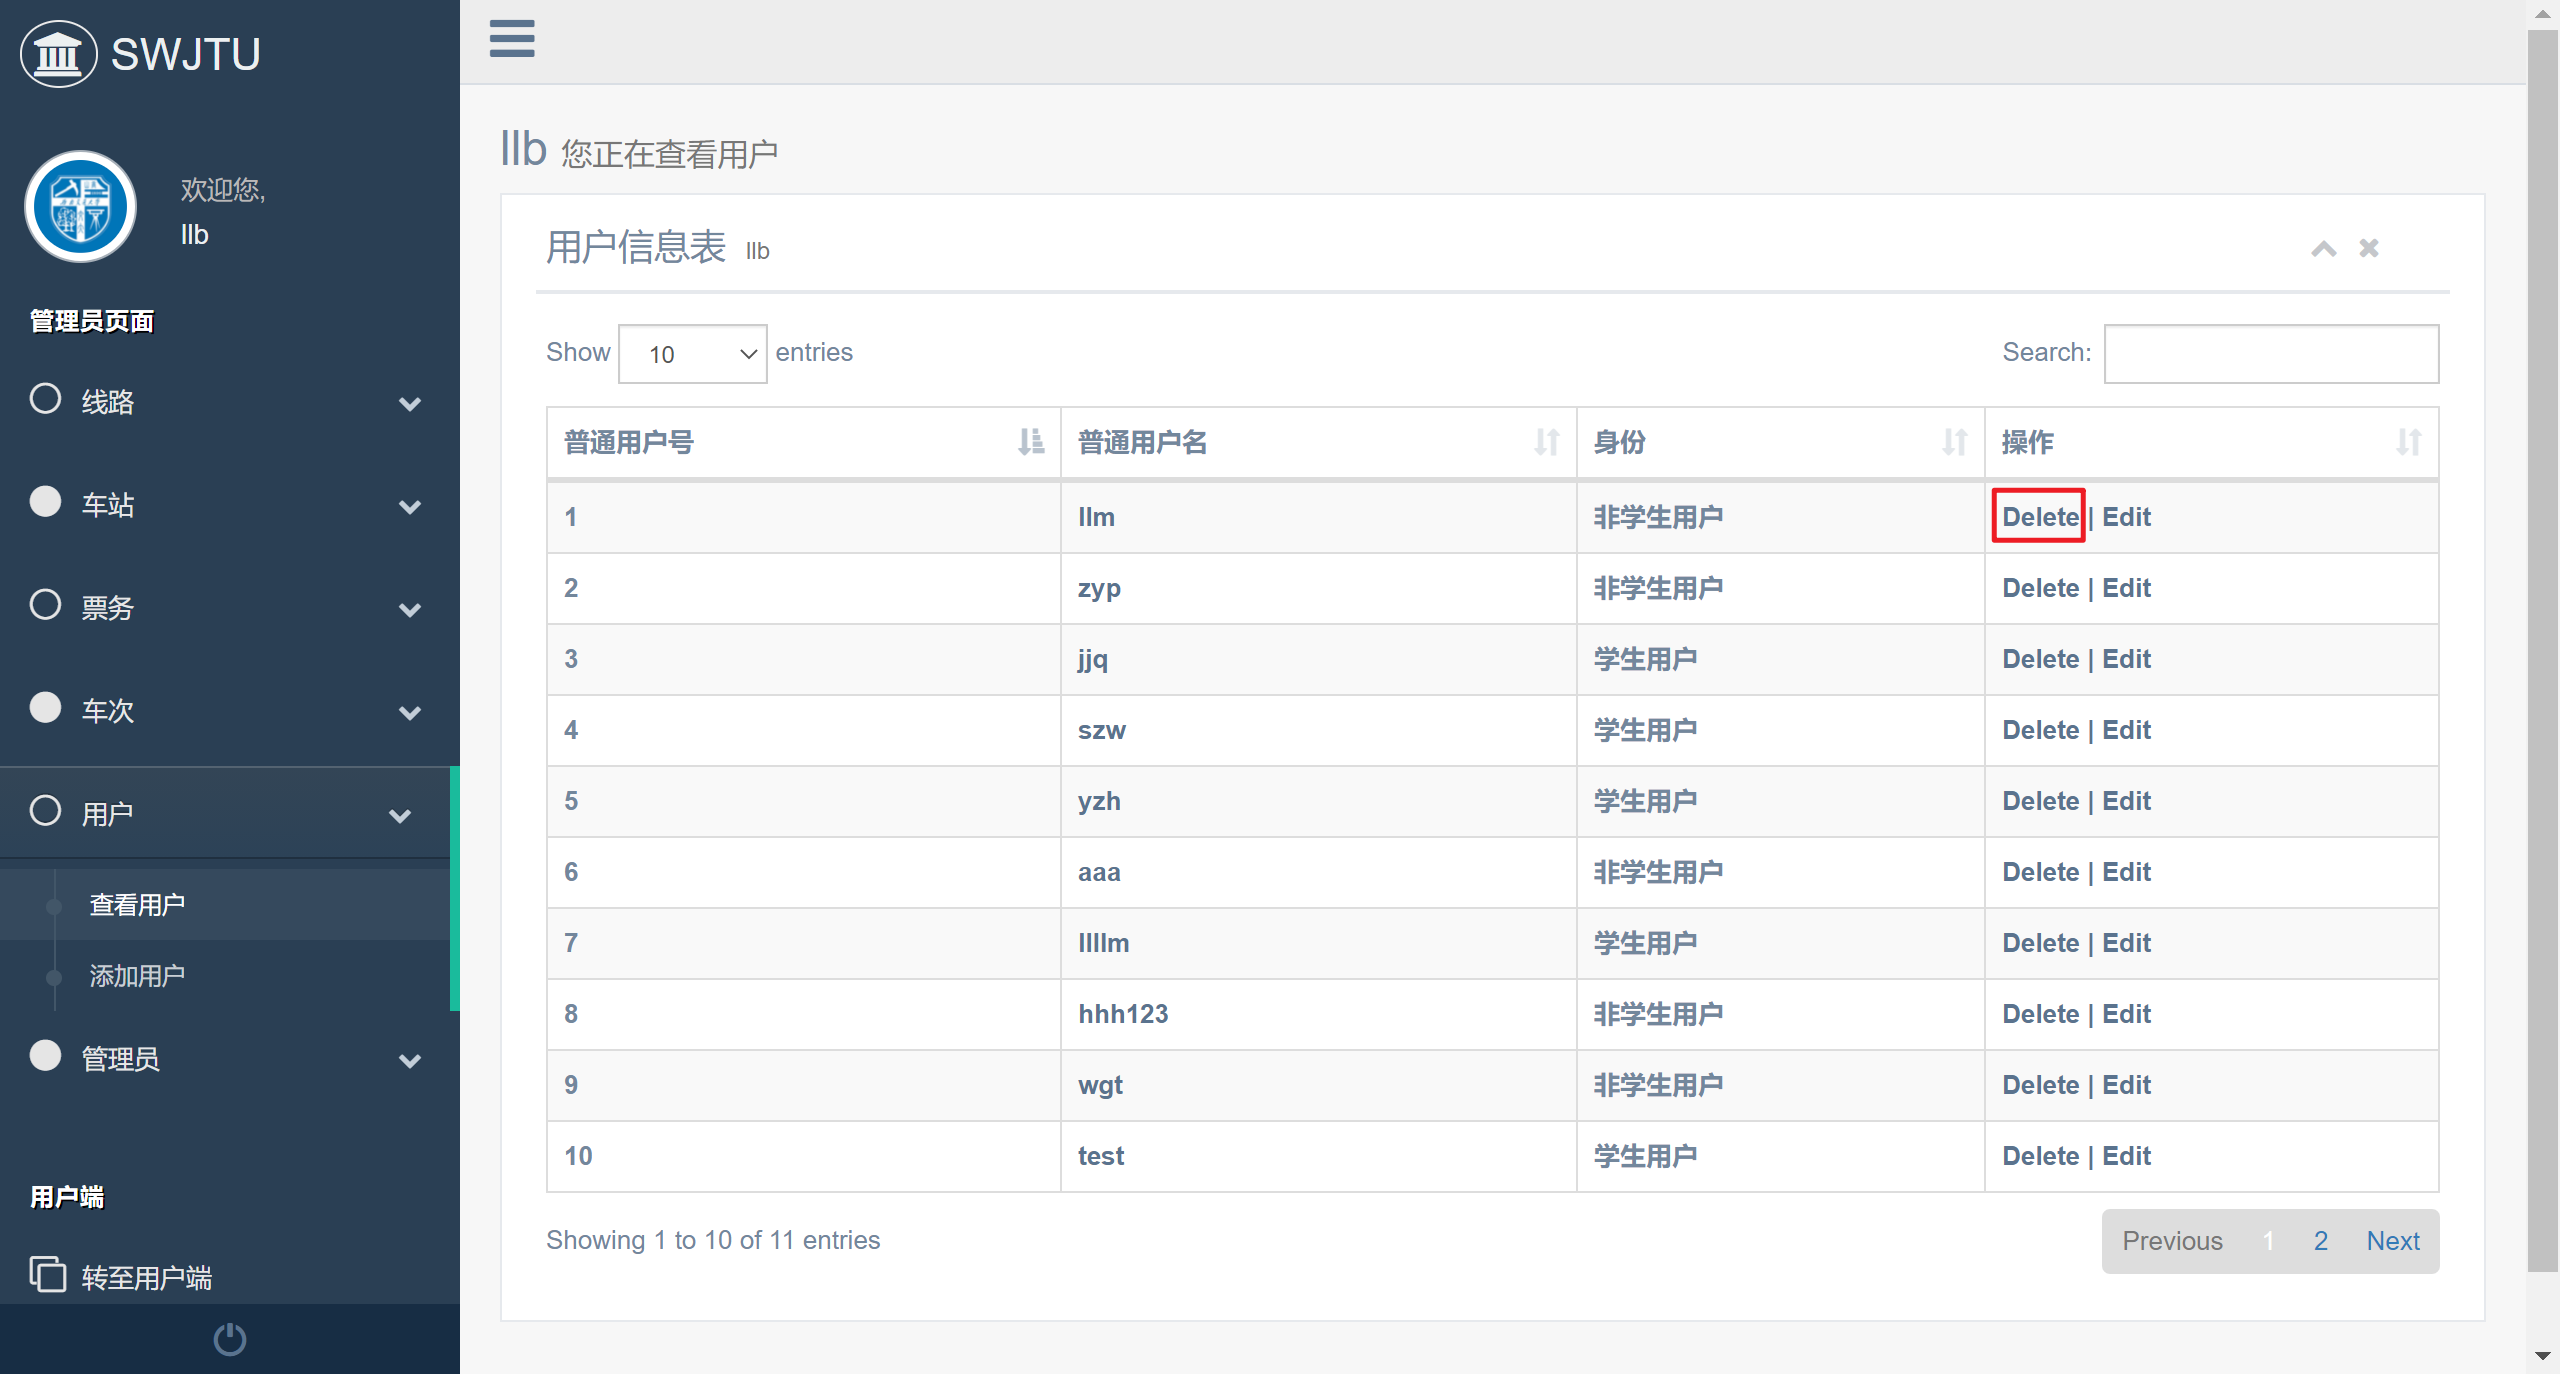 SWJTU
欢迎您,
llb
管理员页面
线路
车站
票务
车次
用户
查看用户
添加用户
管理员
用户端
转至用户端
llb 您正在查看用户
用户信息表 llb
Show 10 entries
Search:
普通用户号 普通用户名 身份 操作
1 llm 非学生用户 Delete | Edit
2 zyp 非学生用户 Delete | Edit
3 jjq 学生用户 Delete | Edit
4 szw 学生用户 Delete | Edit
5 yzh 学生用户 Delete | Edit
6 aaa 非学生用户 Delete | Edit
7 llllm 学生用户 Delete | Edit
8 hhh123 非学生用户 Delete | Edit
9 wgt 非学生用户 Delete | Edit
10 test 学生用户 Delete | Edit
Showing 1 to 10 of 11 entries
Previous 1 2 Next